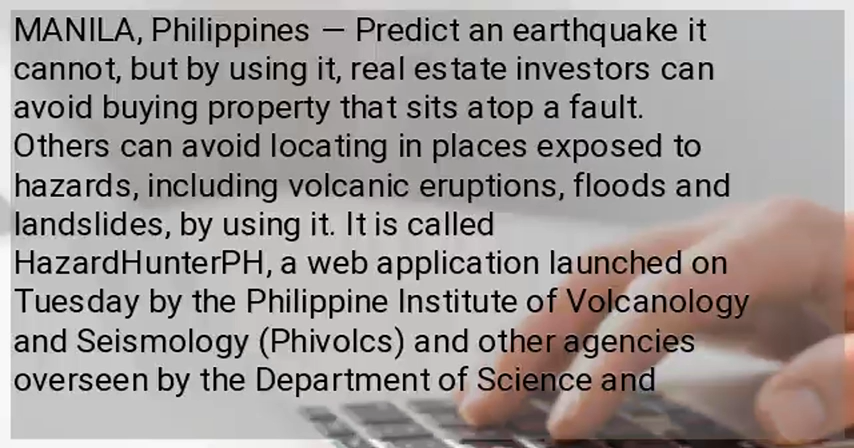 MANILA, Philippines — Predict an earthquake it
cannot, but by using it, real estate investors can
avoid buying property that sits atop a fault.
Others can avoid locating in places exposed to
hazards, including volcanic eruptions, floods and
landslides, by using it. It is called
HazardHunterPH, a web application launched on
Tuesday by the Philippine Institute of Volcanology
and Seismology (Phivolcs) and other agencies
overseen by the Department of Science and